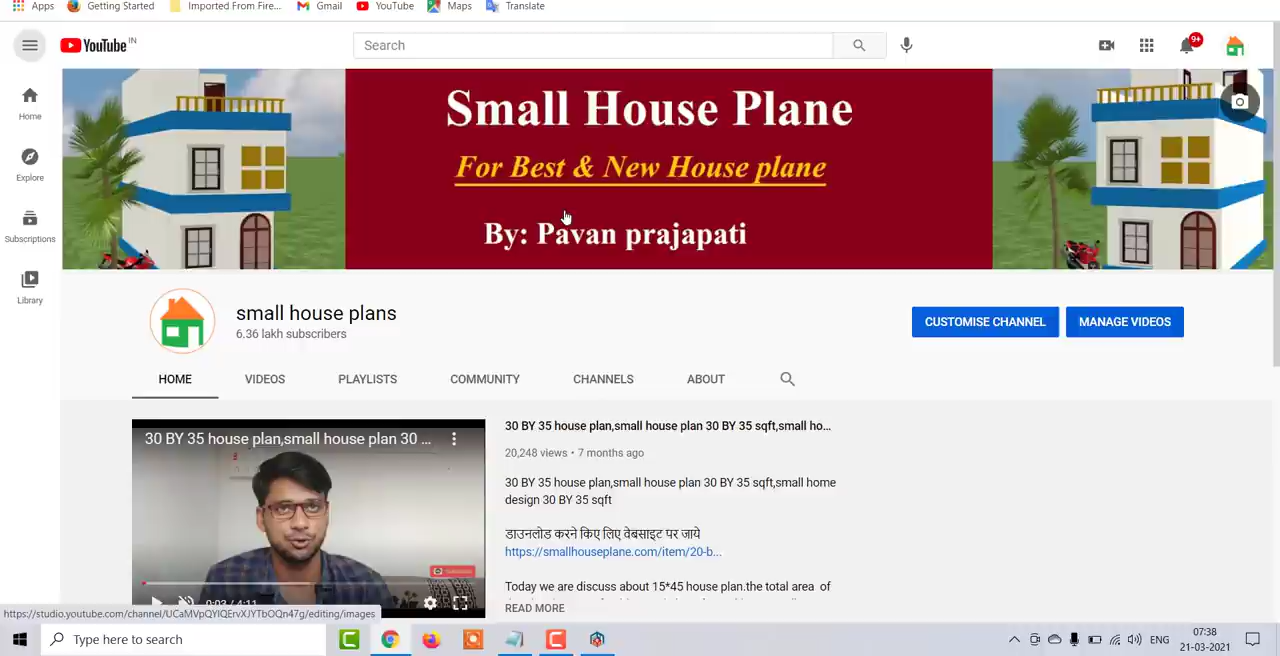 Apps Getting Started Imported From Fire... Gmail YouTube Maps Translate
YouTube IN
Search
9+
Home
Explore
Subscriptions
Library
Small House Plane
For Best & New House plane
By: Pavan prajapati
small house plans
6.36 lakh subscribers
CUSTOMISE CHANNEL
MANAGE VIDEOS
HOME VIDEOS PLAYLISTS COMMUNITY CHANNELS ABOUT
30 BY 35 house plan,small house plan 30 ...
0:03 / 4:11
30 BY 35 house plan,small house plan 30 BY 35 sqft,small ho...
20,248 views • 7 months ago
30 BY 35 house plan,small house plan 30 BY 35 sqft,small home
design 30 BY 35 sqft
डाउनलोड करने किए लिए वेबसाइट पर जाये
https://smallhouseplane.com/item/20-b...
Today we are discuss about 15*45 house plan.the total area of
READ MORE
https://studio.youtube.com/channel/UCaMVpQYlQErvXJYTbOQn47g/editing/images
Type here to search
ENG
07:38
21-03-2021